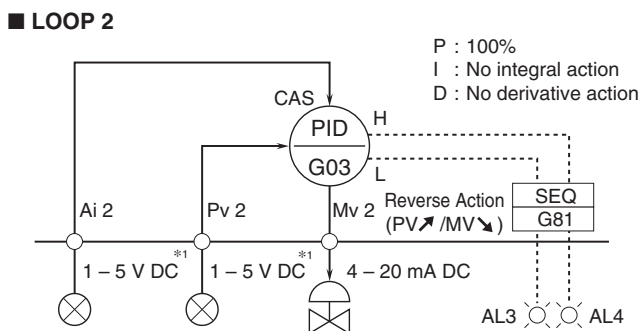 ■ LOOP 2
P : 100%
I : No integral action
D : No derivative action
CAS
PID
G03
H
L
Ai 2
Pv 2
Mv 2
Reverse Action
(PV↗ /MV↘ )
SEQ
G81
1 – 5 V DC *1
1 – 5 V DC *1
4 – 20 mA DC
AL3
AL4